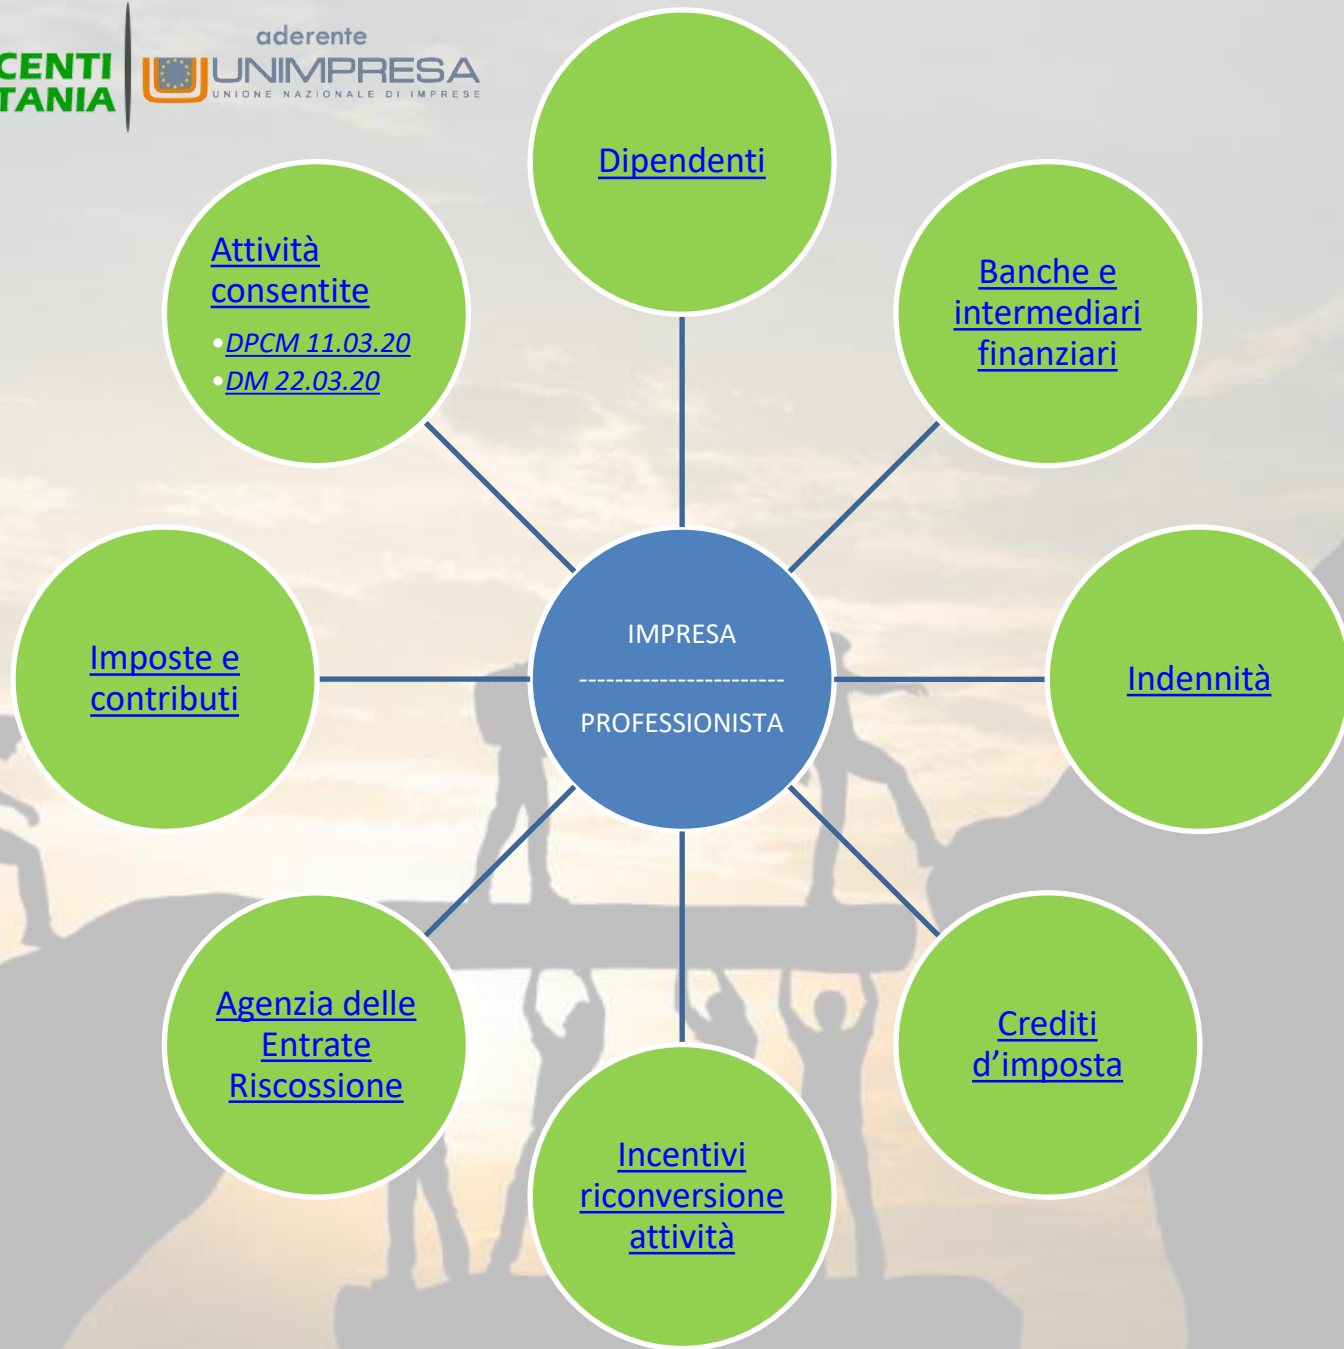 CENTI
TANIA
aderente
UNIMPRESA
UNIONE NAZIONALE DI IMPRESE
Dipendenti
Attività
consentite
•DPCM 11.03.20
•DM 22.03.20
Banche e
intermediari
finanziari
IMPRESA
-----------------------
PROFESSIONISTA
Imposte e
contributi
Indennità
Agenzia delle
Entrate
Riscossione
Crediti
d’imposta
Incentivi
riconversione
attività